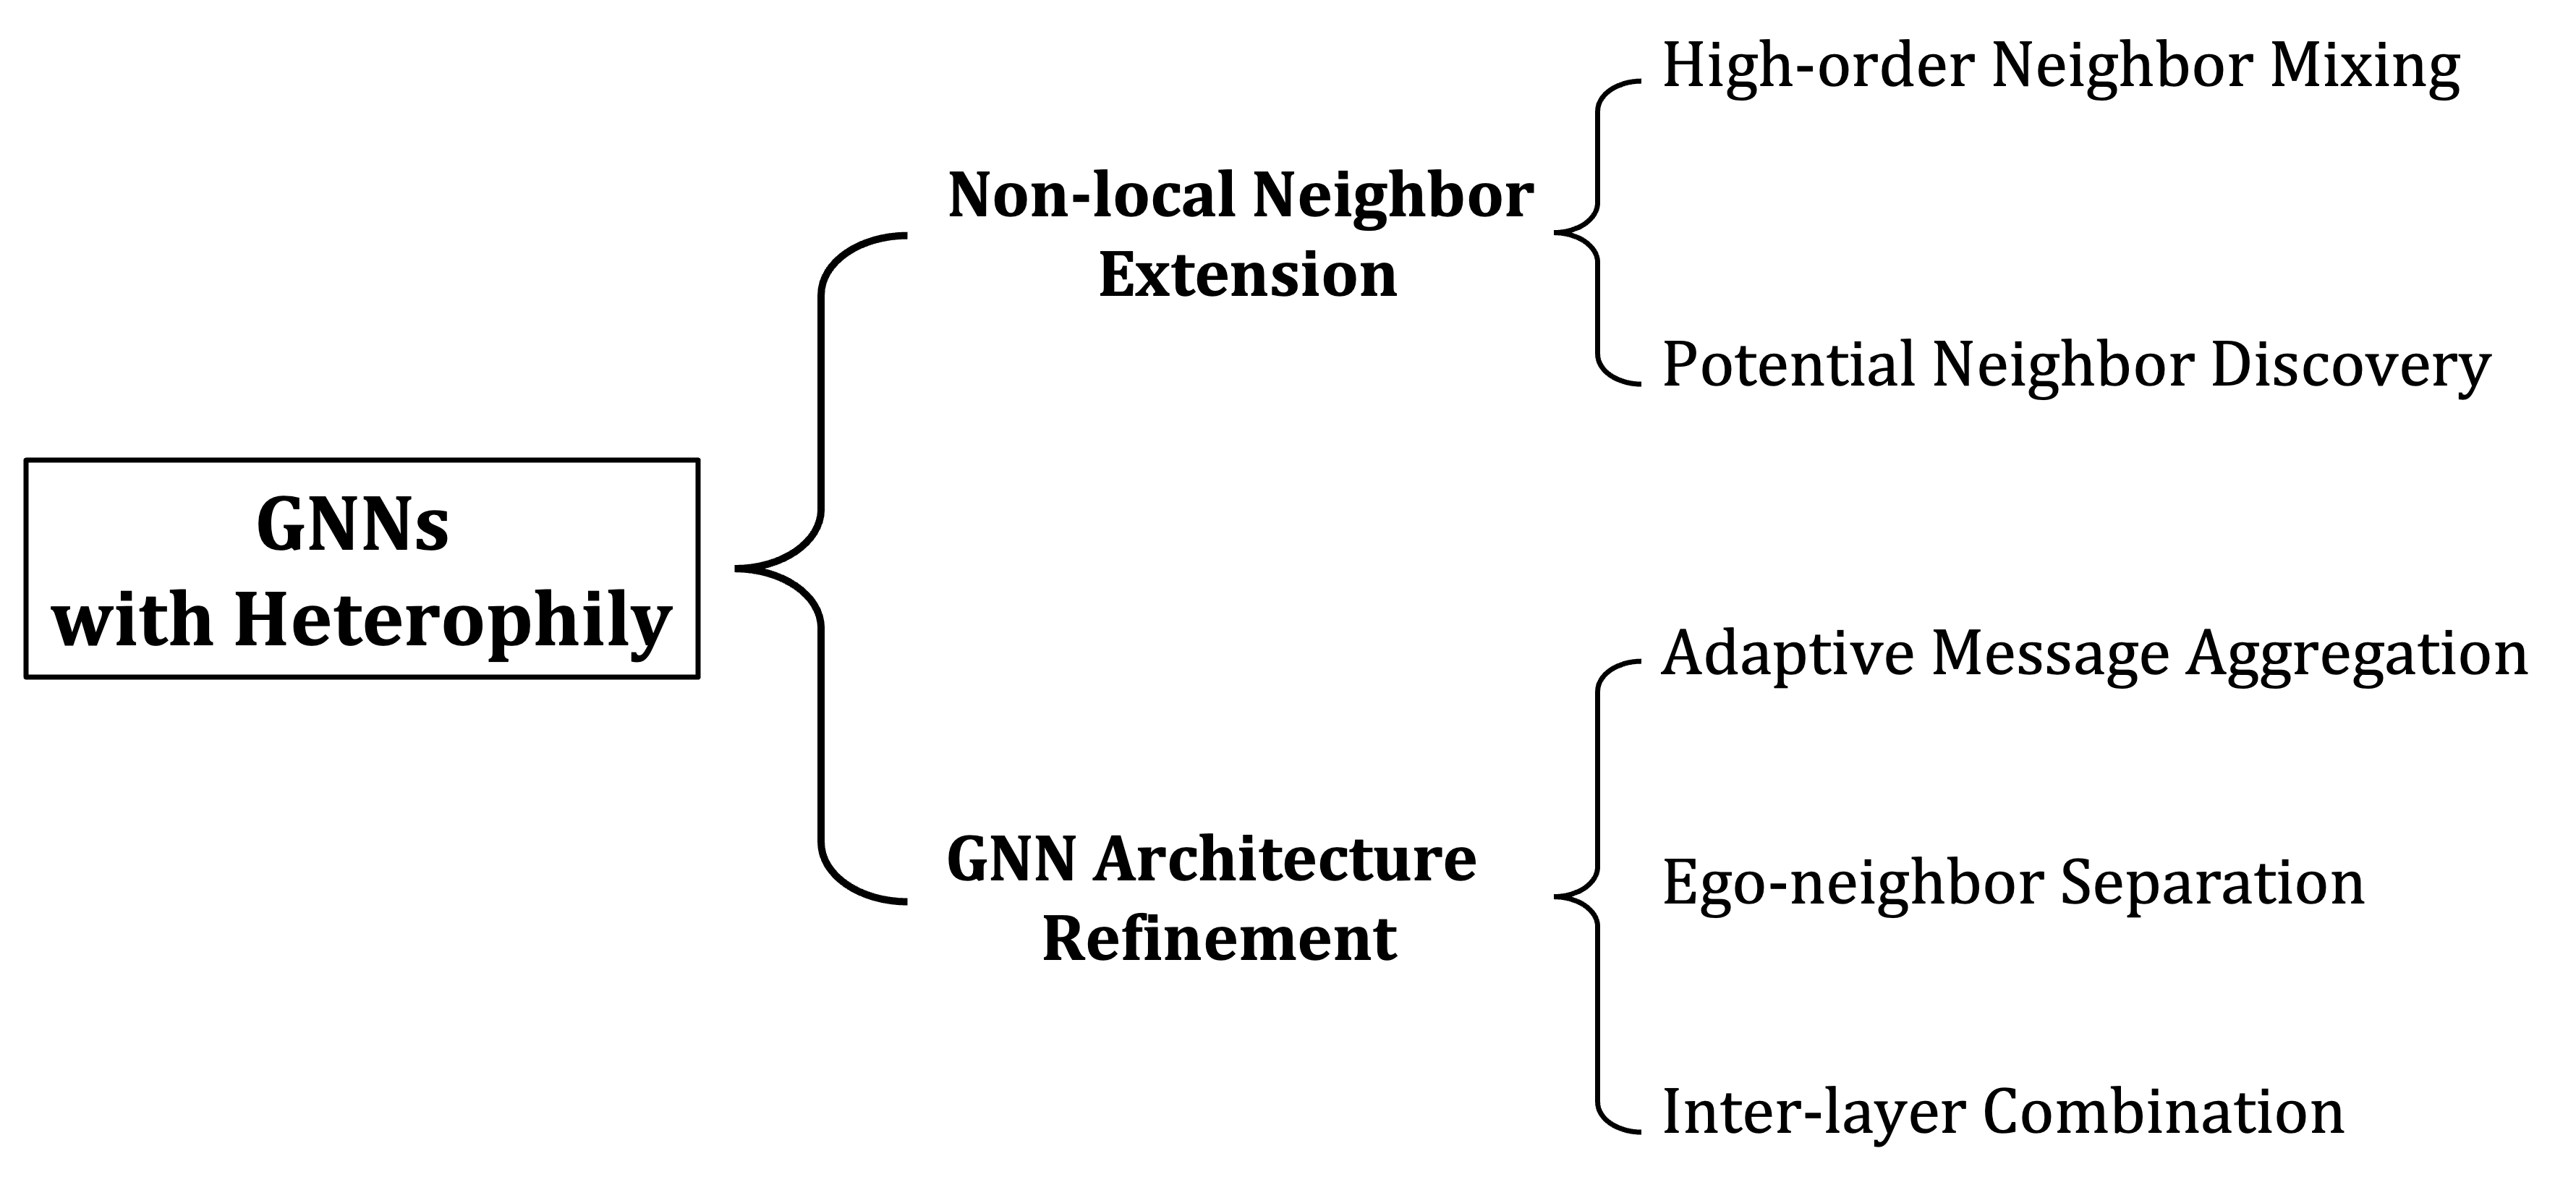 GNNs
with Heterophily
Non-local Neighbor
Extension
High-order Neighbor Mixing
Potential Neighbor Discovery
GNN Architecture
Refinement
Adaptive Message Aggregation
Ego-neighbor Separation
Inter-layer Combination